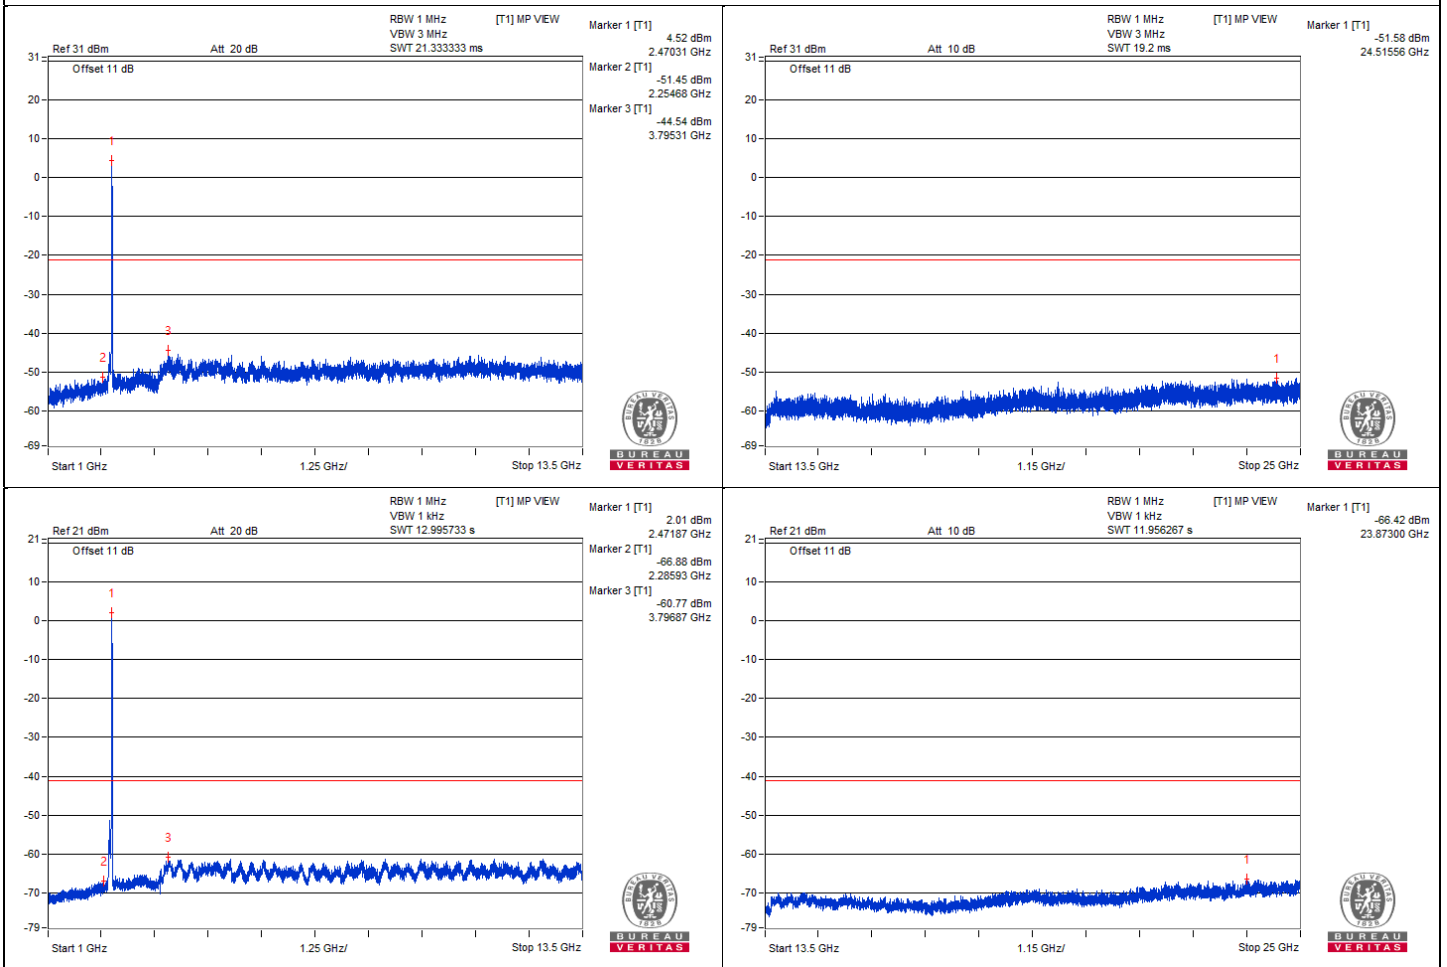 RBW 1 MHz [T1] MP VIEW
VBW 3 MHz
Ref 31 dBm Att 20 dB SWT 21.333333 ms
Marker 1 [T1]
4.52 dBm
2.47031 GHz
Marker 2 [T1]
-51.45 dBm
2.25468 GHz
Marker 3 [T1]
-44.54 dBm
3.79531 GHz
31
Offset 11 dB
20
10
1
0
-10
-20
-30
-40
3
2
-50
-60
-69
Start 1 GHz 1.25 GHz/ Stop 13.5 GHz
BUREAU VERITAS
1828
BUREAU
VERITAS
RBW 1 MHz [T1] MP VIEW
VBW 3 MHz
Ref 31 dBm Att 10 dB SWT 19.2 ms
Marker 1 [T1]
-51.58 dBm
24.51556 GHz
31
Offset 11 dB
20
10
0
-10
-20
-30
-40
1
-50
-60
-69
Start 13.5 GHz 1.15 GHz/ Stop 25 GHz
BUREAU VERITAS
1828
BUREAU
VERITAS
RBW 1 MHz [T1] MP VIEW
VBW 1 kHz
Ref 21 dBm Att 20 dB SWT 12.995733 s
Marker 1 [T1]
2.01 dBm
2.47187 GHz
Marker 2 [T1]
-66.88 dBm
2.28593 GHz
Marker 3 [T1]
-60.77 dBm
3.79687 GHz
21
Offset 11 dB
10
1
0
-10
-20
-30
-40
-50
3
-60
2
-70
-79
Start 1 GHz 1.25 GHz/ Stop 13.5 GHz
BUREAU VERITAS
1828
BUREAU
VERITAS
RBW 1 MHz [T1] MP VIEW
VBW 1 kHz
Ref 21 dBm Att 10 dB SWT 11.956267 s
Marker 1 [T1]
-66.42 dBm
23.87300 GHz
21
Offset 11 dB
10
0
-10
-20
-30
-40
-50
-60
1
-70
-79
Start 13.5 GHz 1.15 GHz/ Stop 25 GHz
BUREAU VERITAS
1828
BUREAU
VERITAS